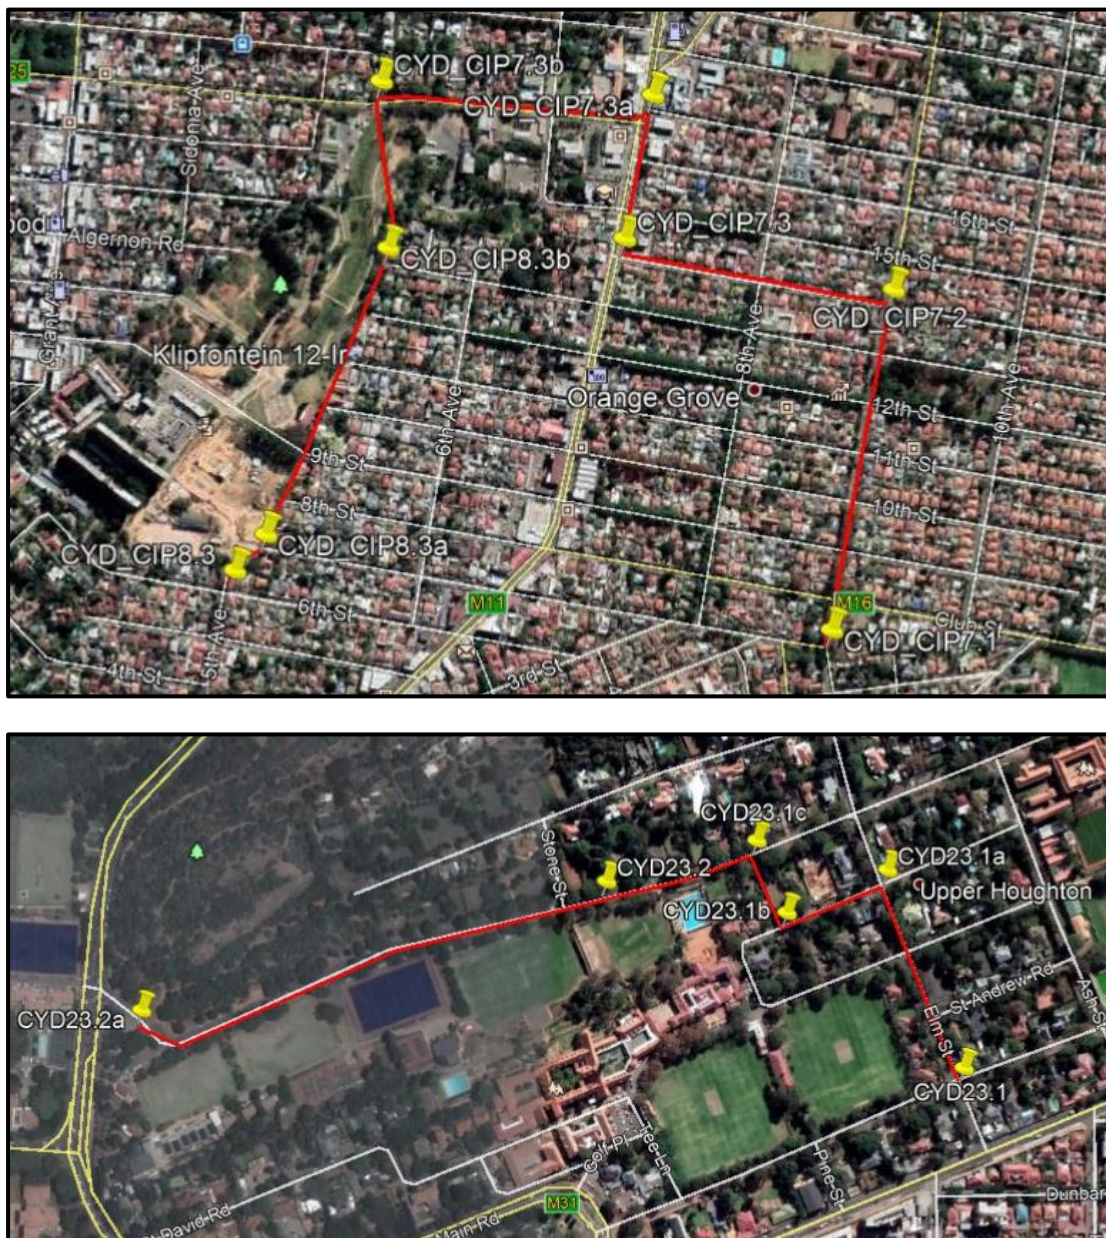 CYD_CIP7.3b
25
CYD_CIP7.3a
Sidonia Ave
16th St
CYD_CIP7.3
Algernon Rd
15th St
CYD_CIP8.3b
CYD_CIP7.2
Grant Ave
8th Ave
Klipfontein 12-Ir
Orange Grove
12th St
10th Ave
6th Ave
11th St
9th St
10th St
8th St
CYD_CIP8.3
CYD_CIP8.3a
6th St
M11
M16
Club St
CYD_CIP7.1
5th Ave
4th St
3rd St
CYD23.1c
Stone St
CYD23.2
CYD23.1a
CYD23.1b
Upper Houghton
St Andrew Rd
Ash St
CYD23.2a
Elm St
CYD23.1
Golf Pl
Tee Ln
Pine St
St David Rd
M31
Main Rd
Dunbar